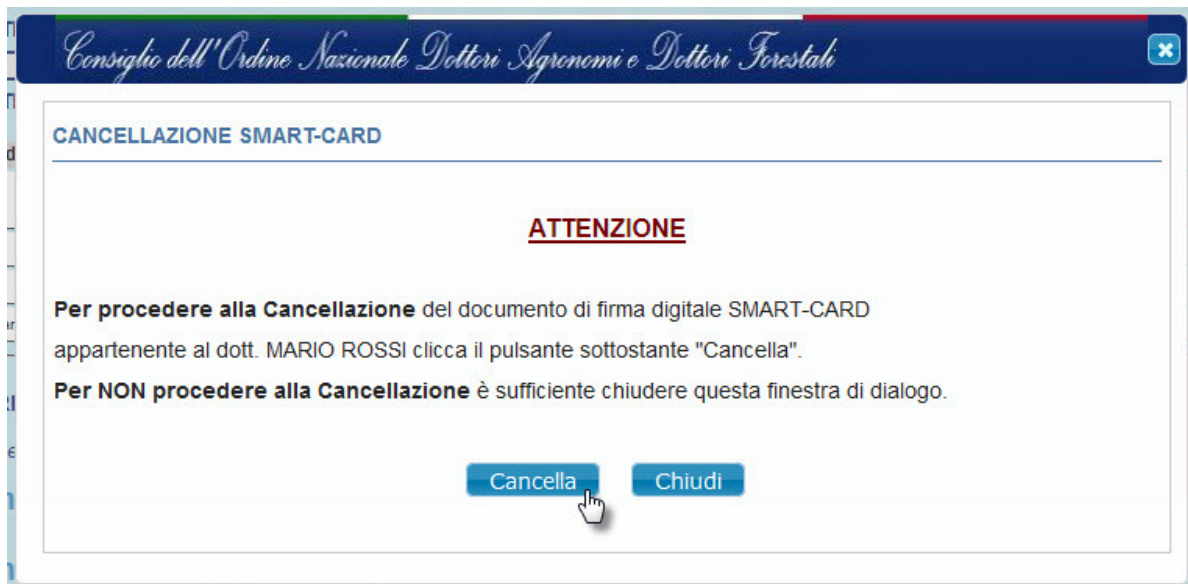 Consiglio dell'Ordine Nazionale Dottori Agronomi e Dottori Forestali
CANCELLAZIONE SMART-CARD
ATTENZIONE
Per procedere alla Cancellazione del documento di firma digitale SMART-CARD
appartenente al dott. MARIO ROSSI clicca il pulsante sottostante "Cancella".
Per NON procedere alla Cancellazione è sufficiente chiudere questa finestra di dialogo.
Cancella Chiudi